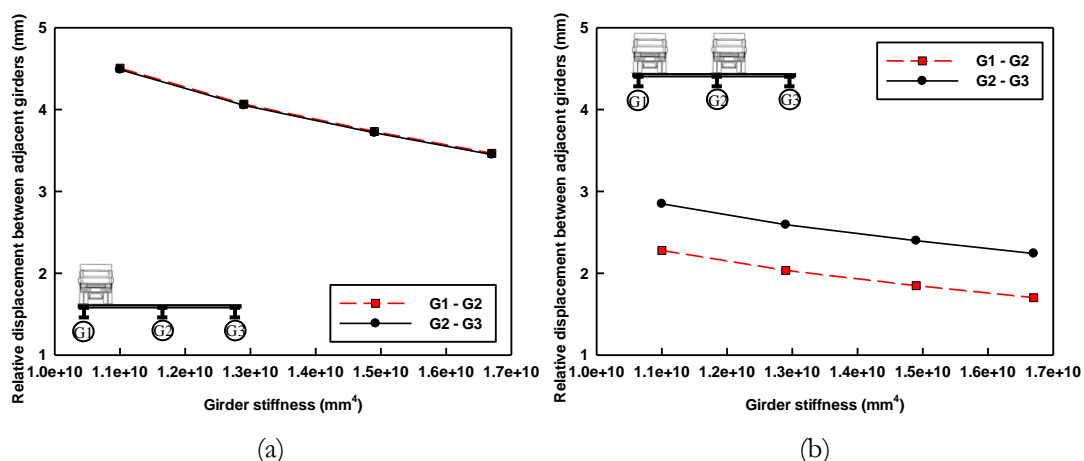 Relative displacement between adjacent girders (mm)
5
4
3
2
1
G1
G2
G3
G1 - G2
G2 - G3
1.0e+10 1.1e+10 1.2e+10 1.3e+10 1.4e+10 1.5e+10 1.6e+10 1.7e+10
Girder stiffness (mm⁴)
(a)
Relative displacement between adjacent girders (mm)
5
4
3
2
1
G1
G2
G3
G1 - G2
G2 - G3
1.0e+10 1.1e+10 1.2e+10 1.3e+10 1.4e+10 1.5e+10 1.6e+10 1.7e+10
Girder stiffness (mm⁴)
(b)